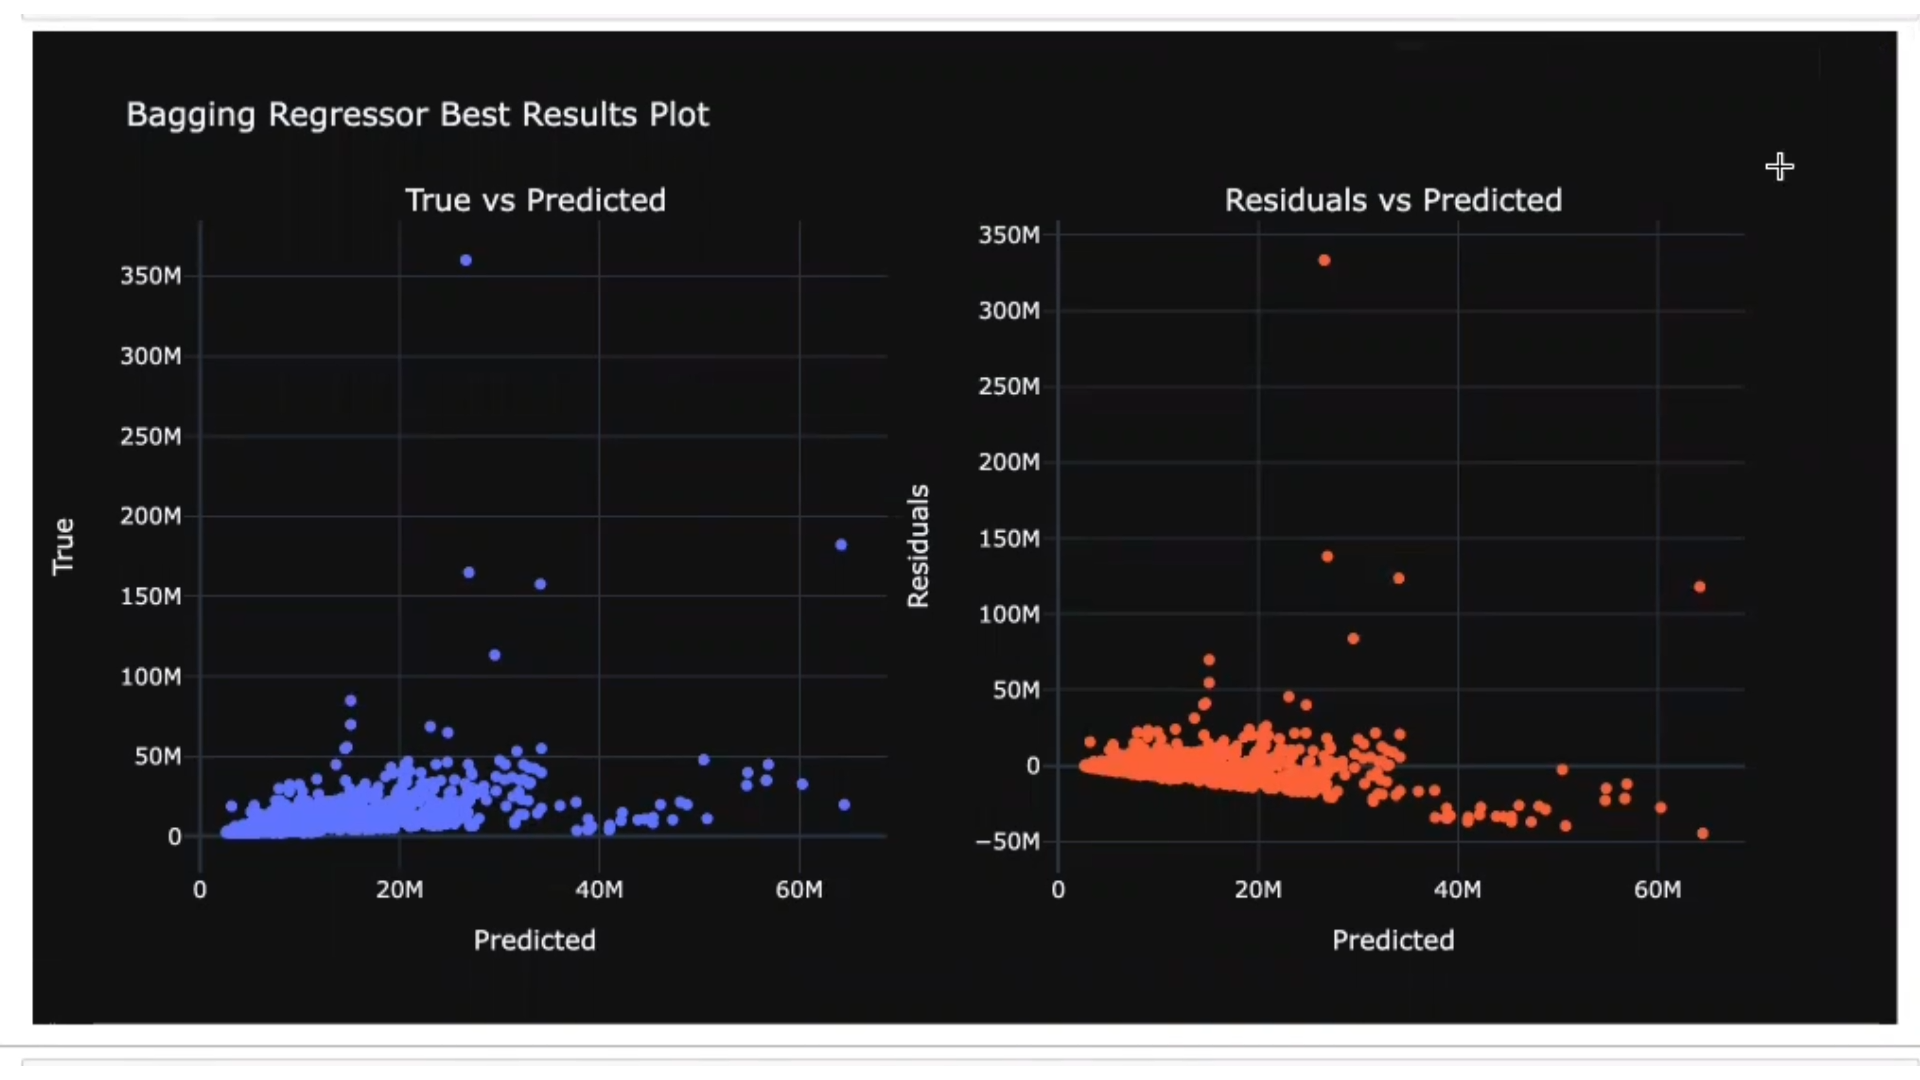 Bagging Regressor Best Results Plot
True vs Predicted
350M
300M
250M
200M
150M
100M
50M
0
True
0 20M 40M 60M
Predicted
Residuals vs Predicted
350M
300M
250M
200M
150M
100M
50M
0
−50M
Residuals
0 20M 40M 60M
Predicted